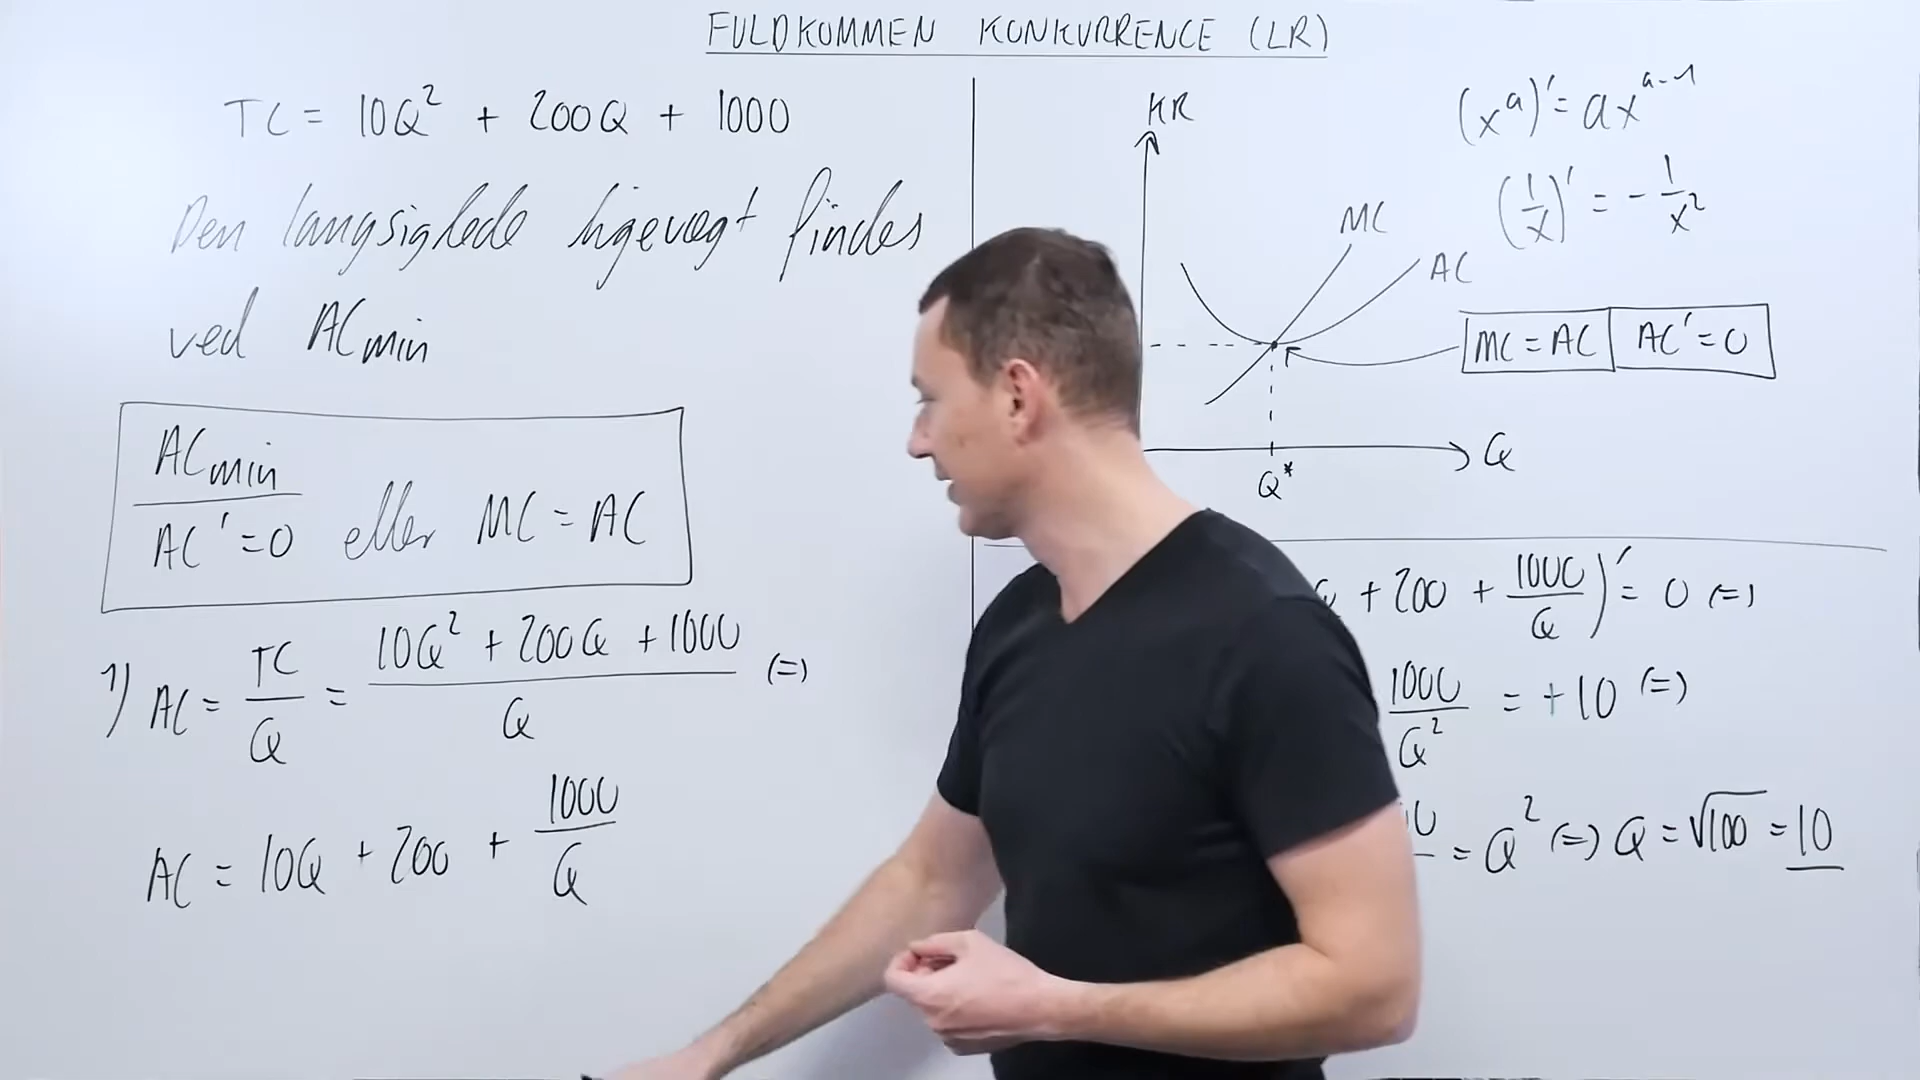 FULDKOMMEN KONKURRENCE (LR)
TC = 10Q² + 200Q + 1000
Den langsigtede ligevægt findes
ved ACmin
ACmin
AC' = 0 eller MC = AC
1) AC = TC/Q = (10Q² + 200Q + 1000)/Q (=)
AC = 10Q + 200 + 1000/Q
KR
MC
AC
MC = AC
AC' = 0
Q
Q*
(x^a)' = ax^(a-1)
(1/x)' = -1/x²
+ 200 + 1000/Q)' = 0 (=)
1000/Q² = +10 (=)
= Q² (=) Q = √100 = 10